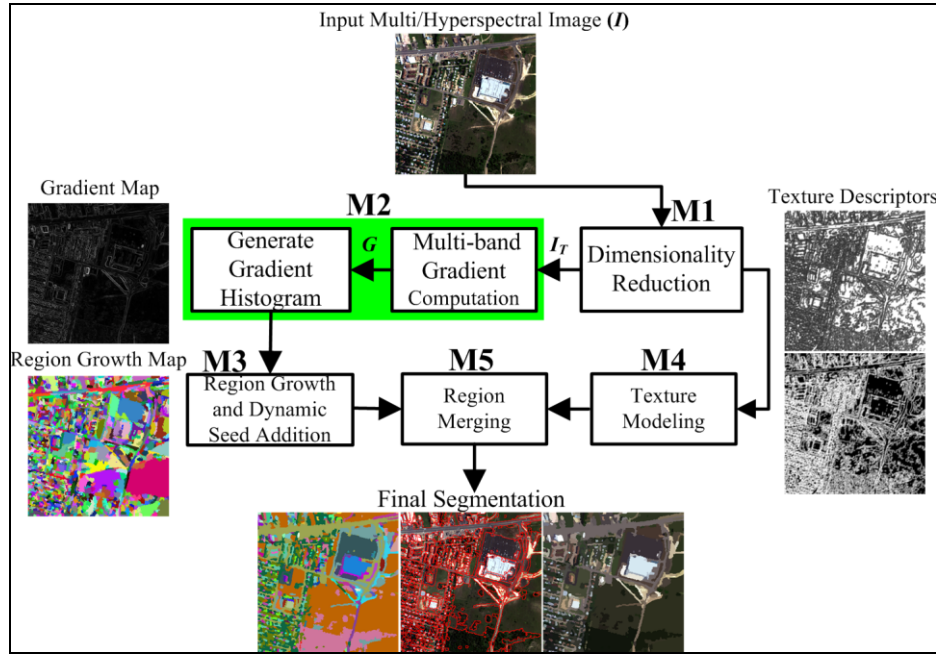 Input Multi/Hyperspectral Image (I)
Gradient Map
M2
M1
Texture Descriptors
Generate
Gradient
Histogram
G
Multi-band
Gradient
Computation
I_T
Dimensionality
Reduction
Region Growth Map
M3
M5
M4
Region Growth
and Dynamic
Seed Addition
Region
Merging
Texture
Modeling
Final Segmentation